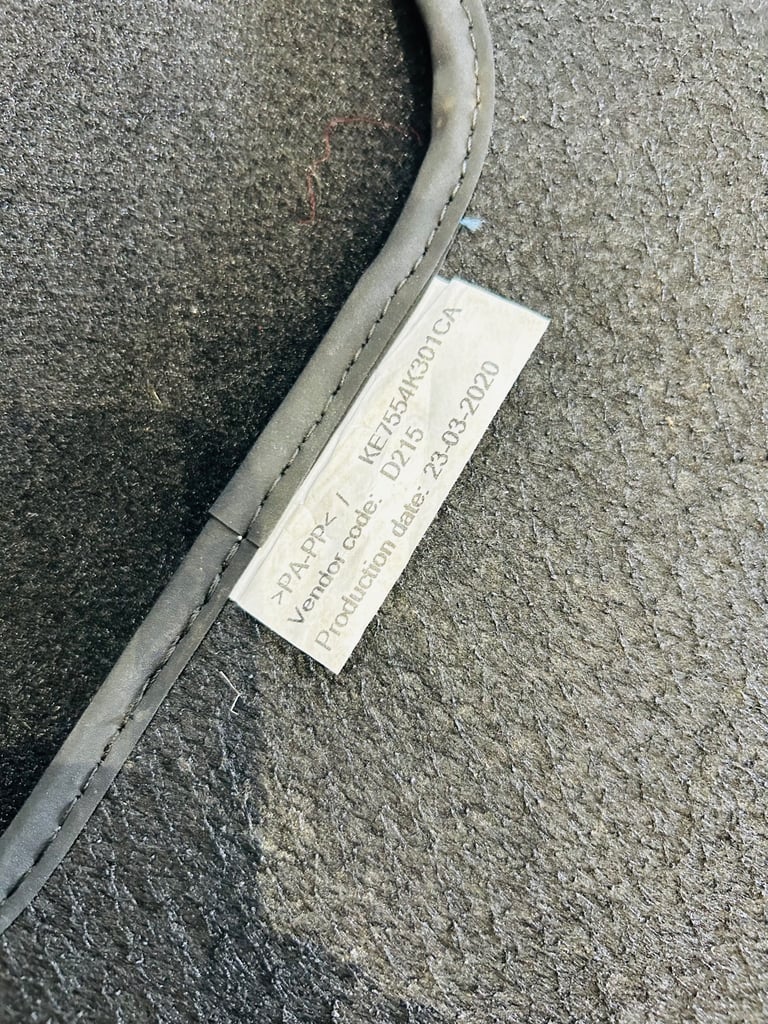 >PA-PP< / KE7554K301CA
Vendor code: D215
Production date: 23-03-2020